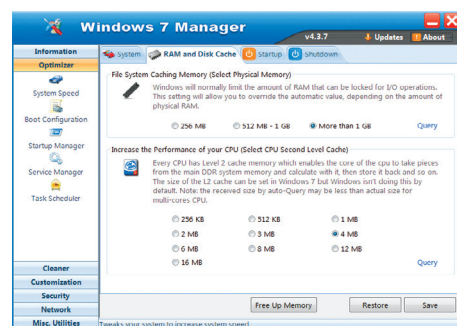 Windows 7 Manager
v4.3.7
Updates
About
Information
Optimizer
System Speed
Boot Configuration
Startup Manager
Service Manager
Task Scheduler
Cleaner
Customization
Security
Network
Misc. Utilities
System
RAM and Disk Cache
Startup
Shutdown
File System Caching Memory (Select Physical Memory)
Windows will normally limit the amount of RAM that can be locked for I/O operations.
This setting will allow you to override the automatic value, depending on the amount of
physical RAM.
256 MB
512 MB - 1 GB
More than 1 GB
Query
Increase the Performance of your CPU (Select CPU Second Level Cache)
Every CPU has Level 2 cache memory which enables the core of the cpu to take pieces
from the main DDR system memory and calculate with it, then store it back and so on.
The size of the L2 cache can be set in Windows 7 but Windows isn't doing this by
default. Note: the received size by auto-Query may be less than actual size for
multi-cores CPU.
256 KB
512 KB
1 MB
2 MB
3 MB
4 MB
6 MB
8 MB
12 MB
16 MB
Query
Free Up Memory
Restore
Save
Tweaks your system to increase system speed